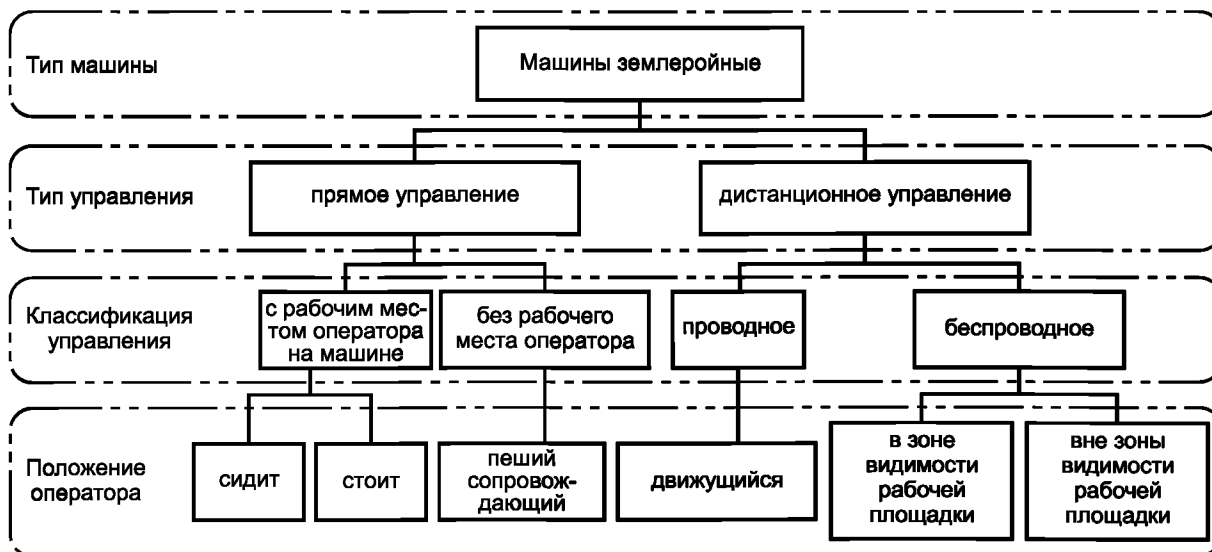 Тип машины
Машины землеройные
Тип управления
прямое управление
дистанционное управление
Классификация
управления
с рабочим мес-
том оператора
на машине
без рабочего
места оператора
проводное
беспроводное
Положение
оператора
сидит
стоит
пеший
сопровож-
дающий
движущийся
в зоне
видимости
рабочей
площадки
вне зоны
видимости
рабочей
площадки